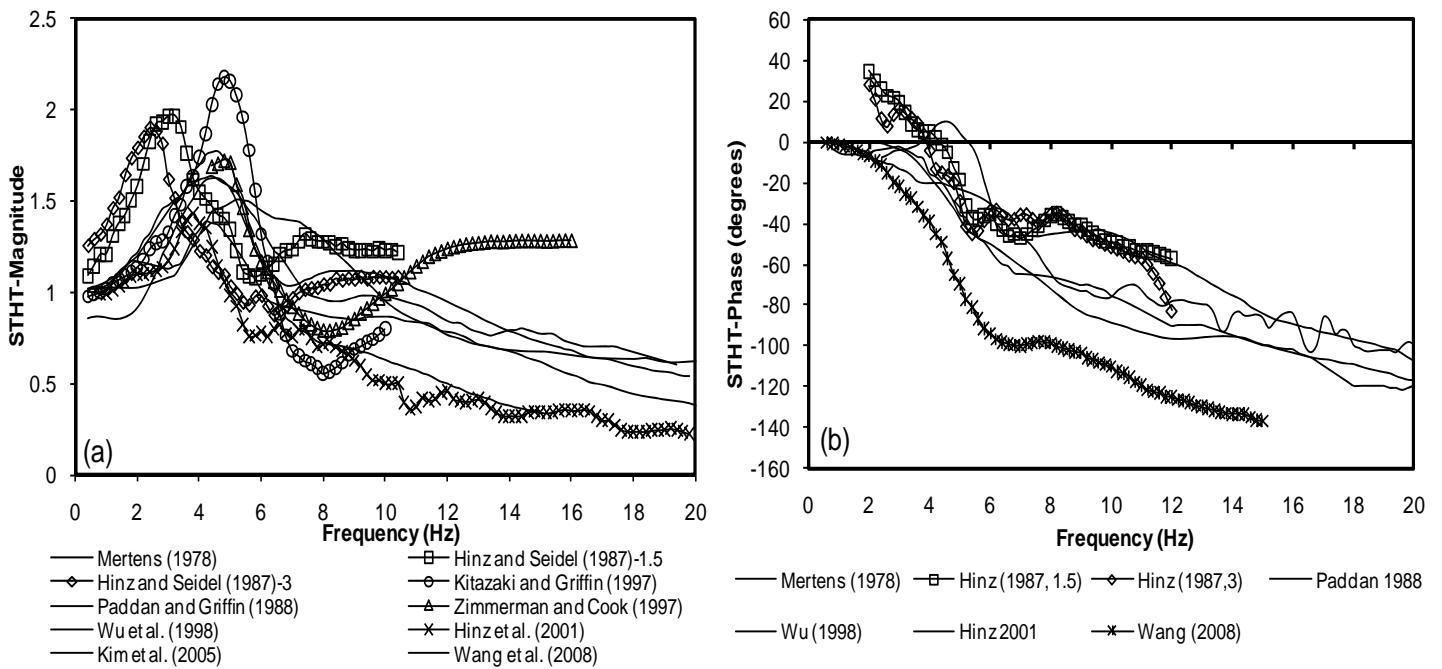 2.5
2
1.5
1
0.5
0
STHT-Magnitude
(a)
0 2 4 6 8 10 12 14 16 18 20
Frequency (Hz)
Mertens (1978)
Hinz and Seidel (1987)-1.5
Hinz and Seidel (1987)-3
Kitazaki and Griffin (1997)
Paddan and Griffin (1988)
Zimmerman and Cook (1997)
Wu et al. (1998)
Hinz et al. (2001)
Kim et al. (2005)
Wang et al. (2008)
60
40
20
0
-20
-40
-60
-80
-100
-120
-140
-160
STHT-Phase (degrees)
(b)
0 2 4 6 8 10 12 14 16 18 20
Frequency (Hz)
Mertens (1978)
Hinz (1987, 1.5)
Hinz (1987,3)
Paddan 1988
Wu (1998)
Hinz 2001
Wang (2008)